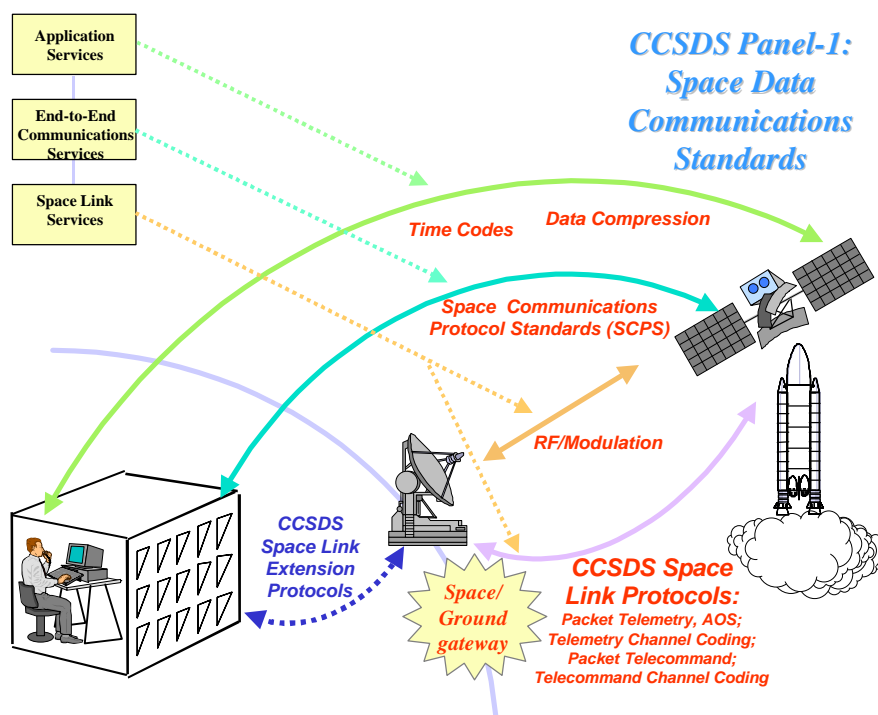 Application
Services
End-to-End
Communications
Services
Space Link
Services
CCSDS Panel-1:
Space Data
Communications
Standards
Time Codes
Data Compression
Space Communications
Protocol Standards (SCPS)
RF/Modulation
CCSDS
Space Link
Extension
Protocols
Space/
Ground
gateway
CCSDS Space
Link Protocols:
Packet Telemetry, AOS;
Telemetry Channel Coding;
Packet Telecommand;
Telecommand Channel Coding